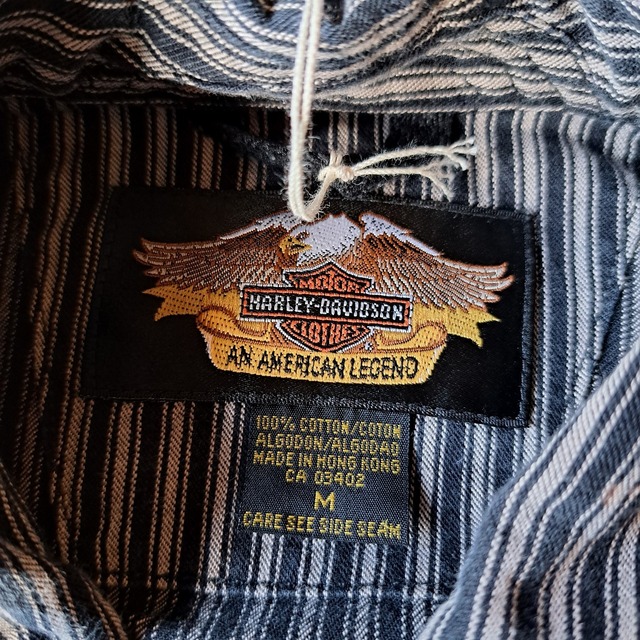 MOTOR
HARLEY-DAVIDSON
CLOTHES
AN AMERICAN LEGEND
100% COTTON/COTON
ALGODON/ALGODAO
MADE IN HONG KONG
CA 03402
M
CARE SEE SIDE SEAM